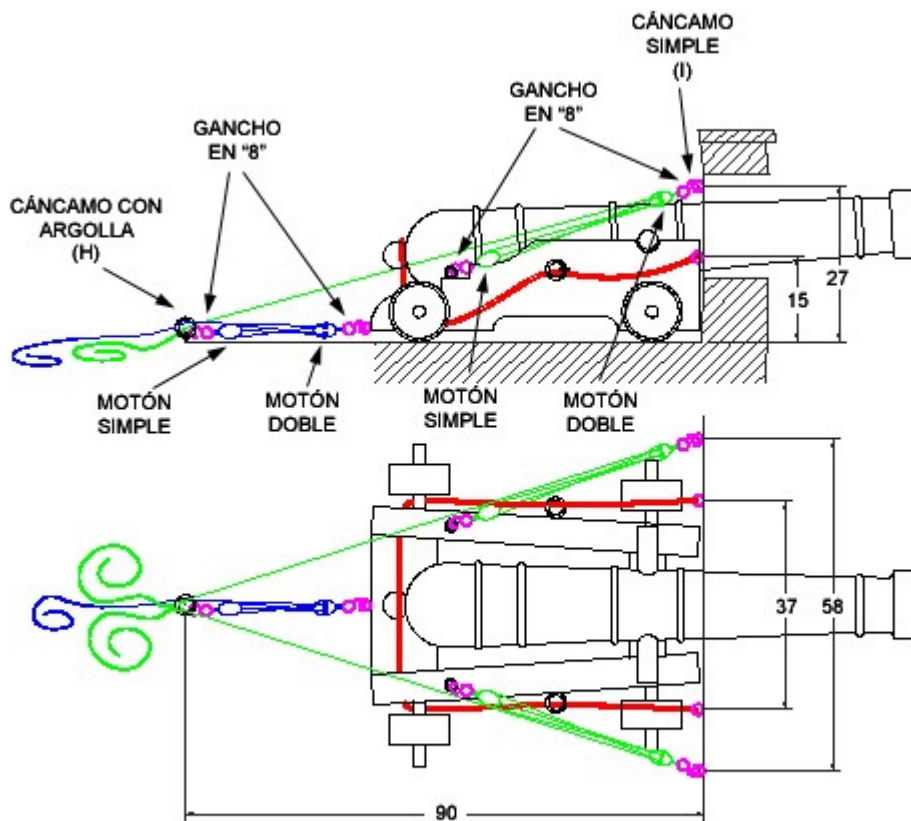 CÁNCAMO
SIMPLE
(I)
GANCHO
EN "8"
GANCHO
EN "8"
CÁNCAMO CON
ARGOLLA
(H)
27
15
MOTÓN
SIMPLE
MOTÓN
DOBLE
MOTÓN
SIMPLE
MOTÓN
DOBLE
37
58
90